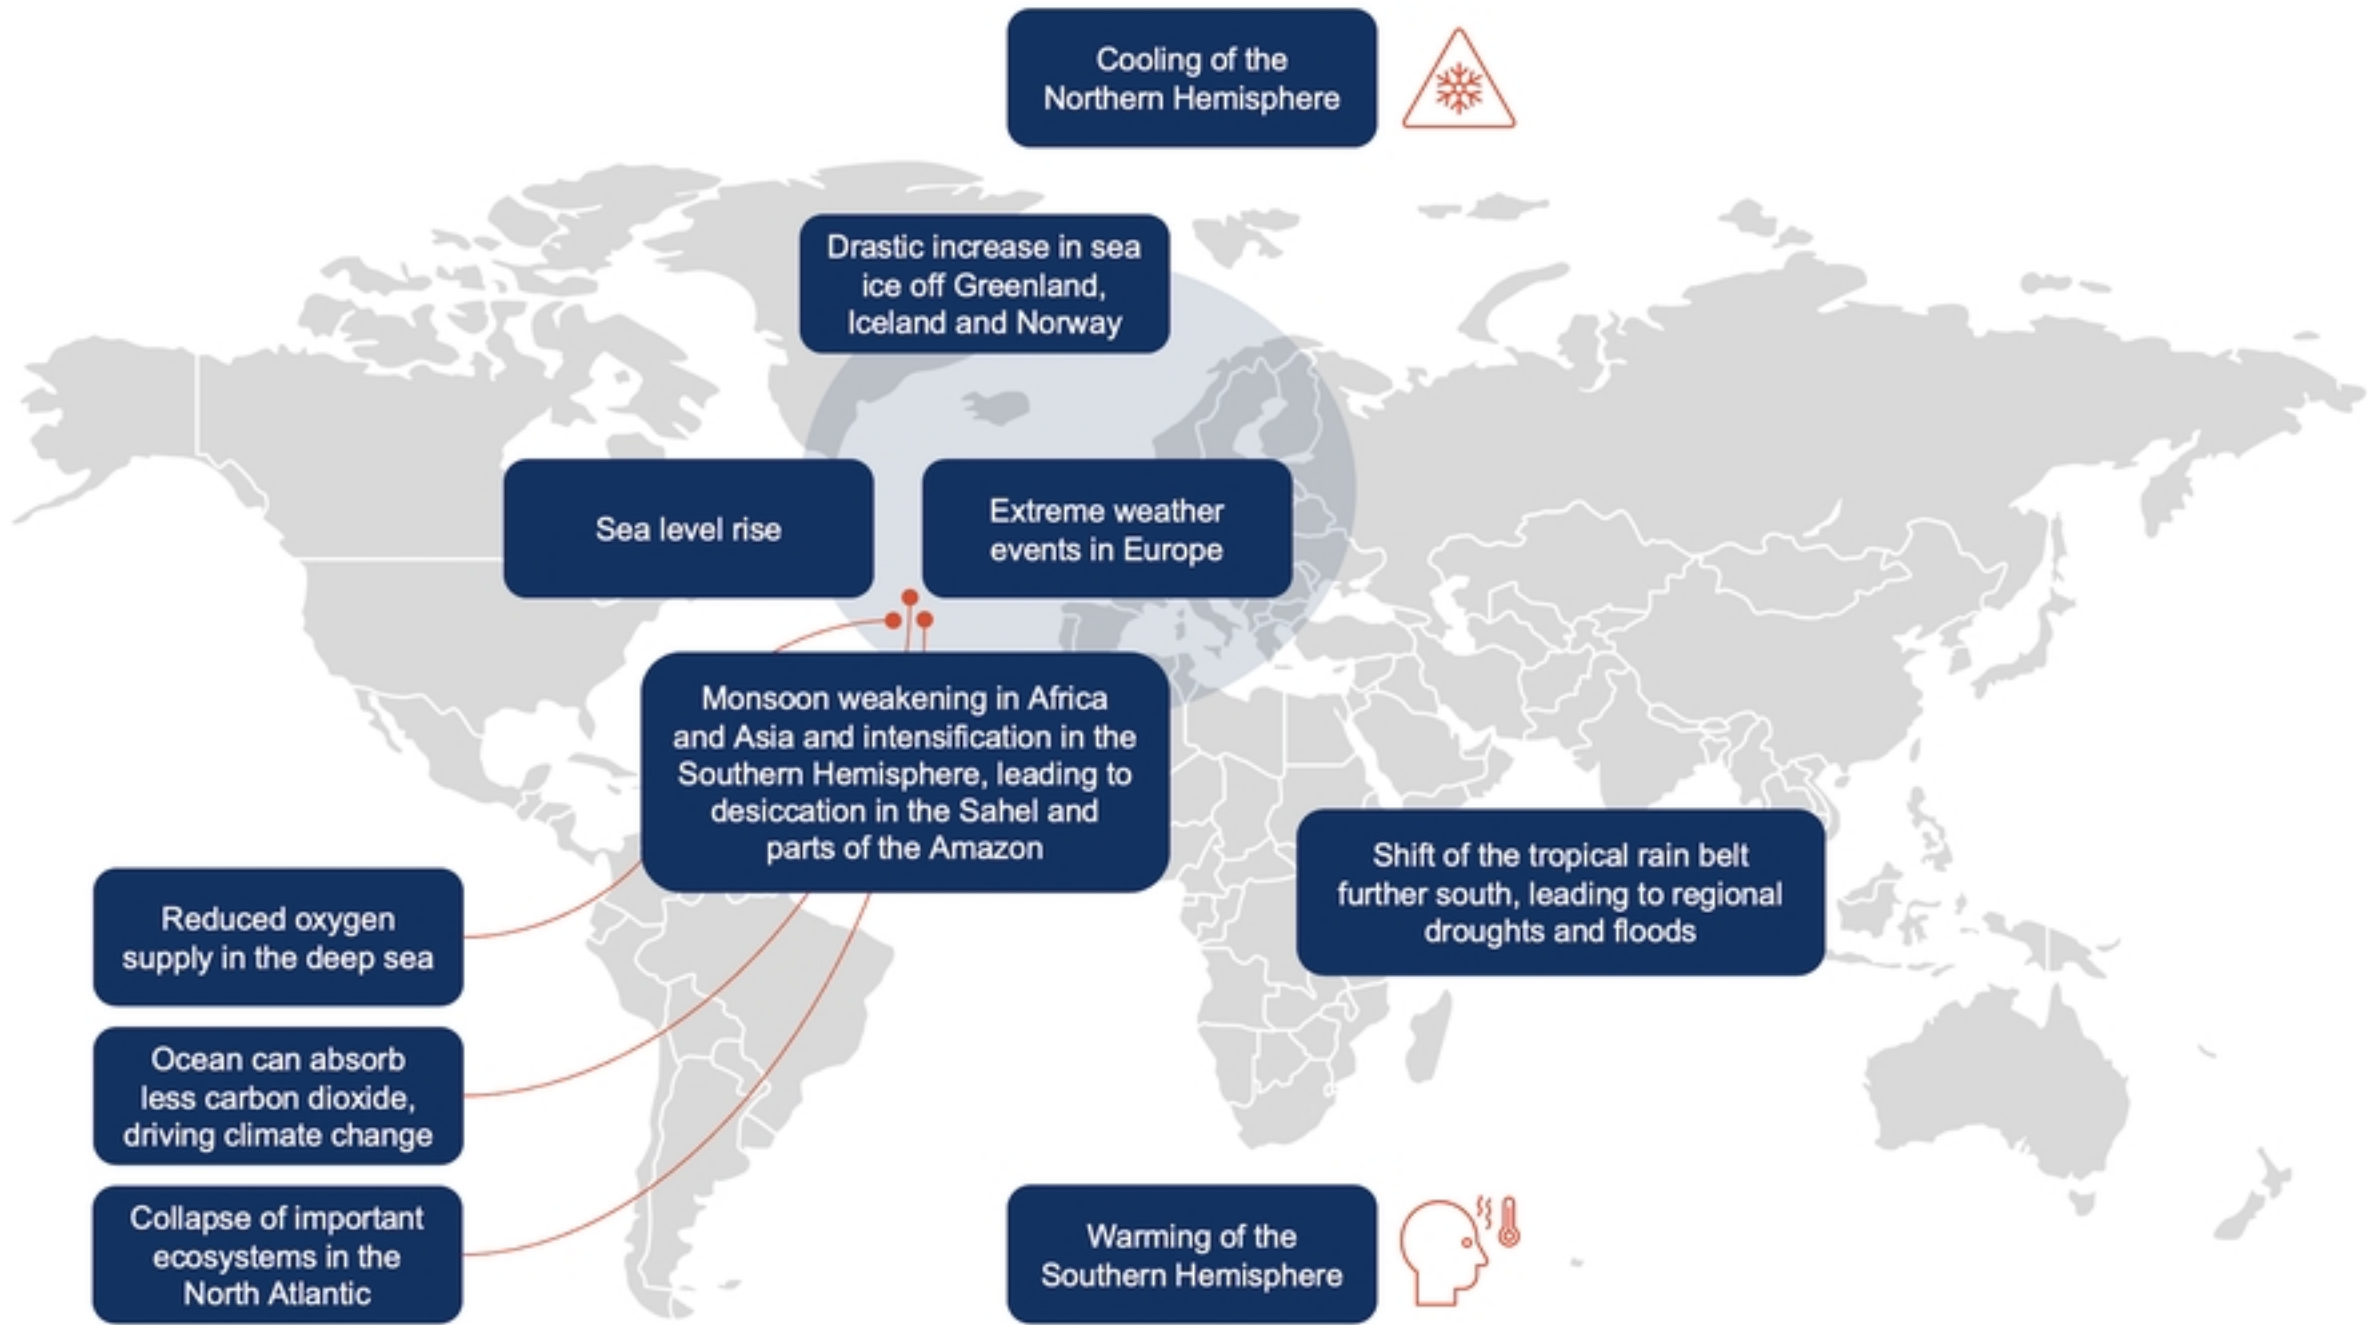 Cooling of the
Northern Hemisphere
Drastic increase in sea
ice off Greenland,
Iceland and Norway
Sea level rise
Extreme weather
events in Europe
Monsoon weakening in Africa
and Asia and intensification in the
Southern Hemisphere, leading to
desiccation in the Sahel and
parts of the Amazon
Shift of the tropical rain belt
further south, leading to regional
droughts and floods
Reduced oxygen
supply in the deep sea
Ocean can absorb
less carbon dioxide,
driving climate change
Collapse of important
ecosystems in the
North Atlantic
Warming of the
Southern Hemisphere